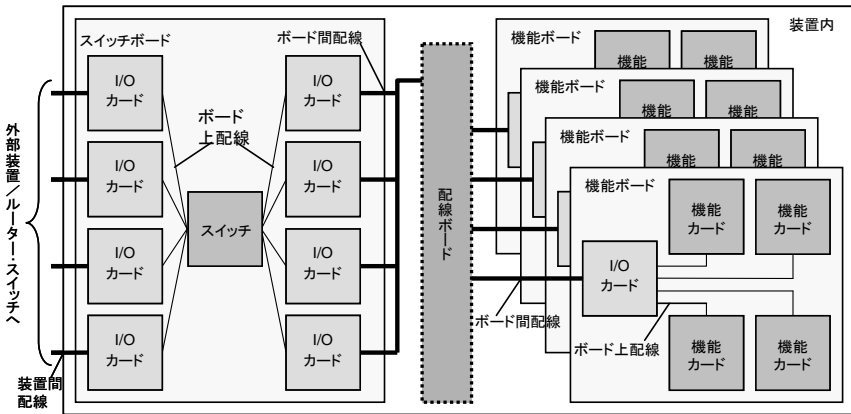 装置内
スイッチボード
ボード間配線
I/O
カード
I/O
カード
I/O
カード
I/O
カード
I/O
カード
I/O
カード
I/O
カード
I/O
カード
ボード
上配線
スイッチ
外部装置／ルーター・スイッチへ
装置間
配線
配線ボード
機能ボード
機能
機能
機能ボード
機能
機能
機能ボード
機能
機能
機能ボード
機能
カード
機能
カード
I/O
カード
ボード間配線
ボード上配線
機能
カード
機能
カード